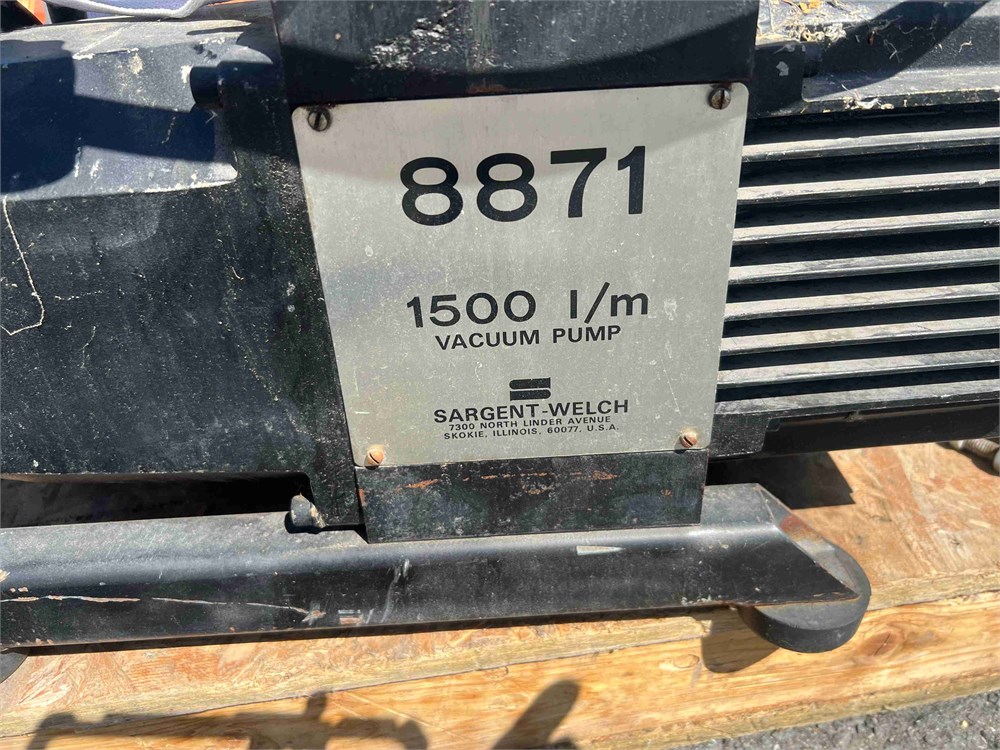 8871
1500 l/m
VACUUM PUMP
SARGENT-WELCH
7300 NORTH LINDER AVENUE
SKOKIE, ILLINOIS, 60077, U.S.A.